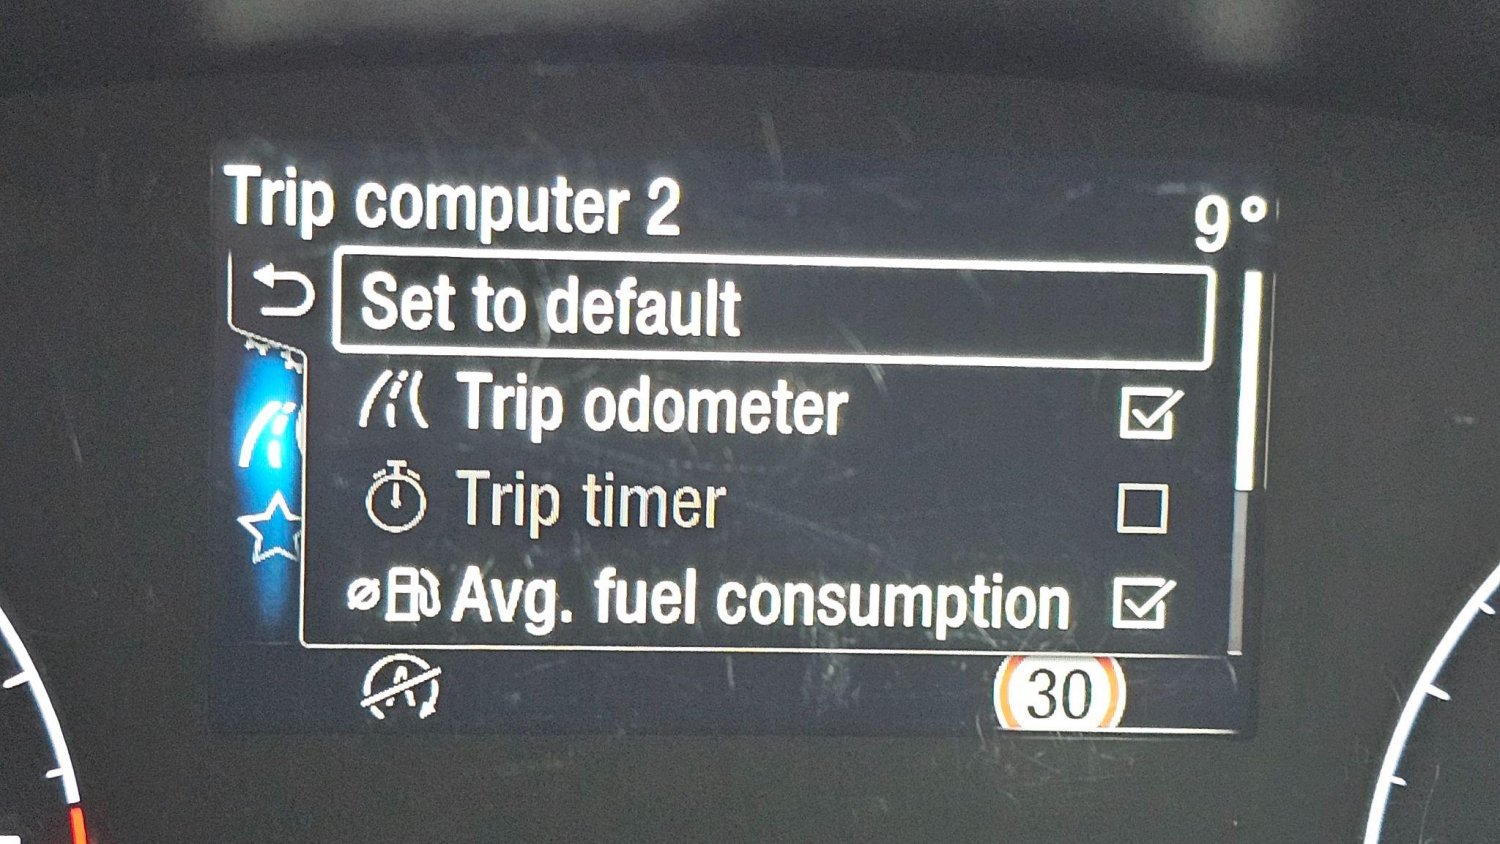 Trip computer 2
9°
Set to default
Trip odometer
Trip timer
Avg. fuel consumption
A
30